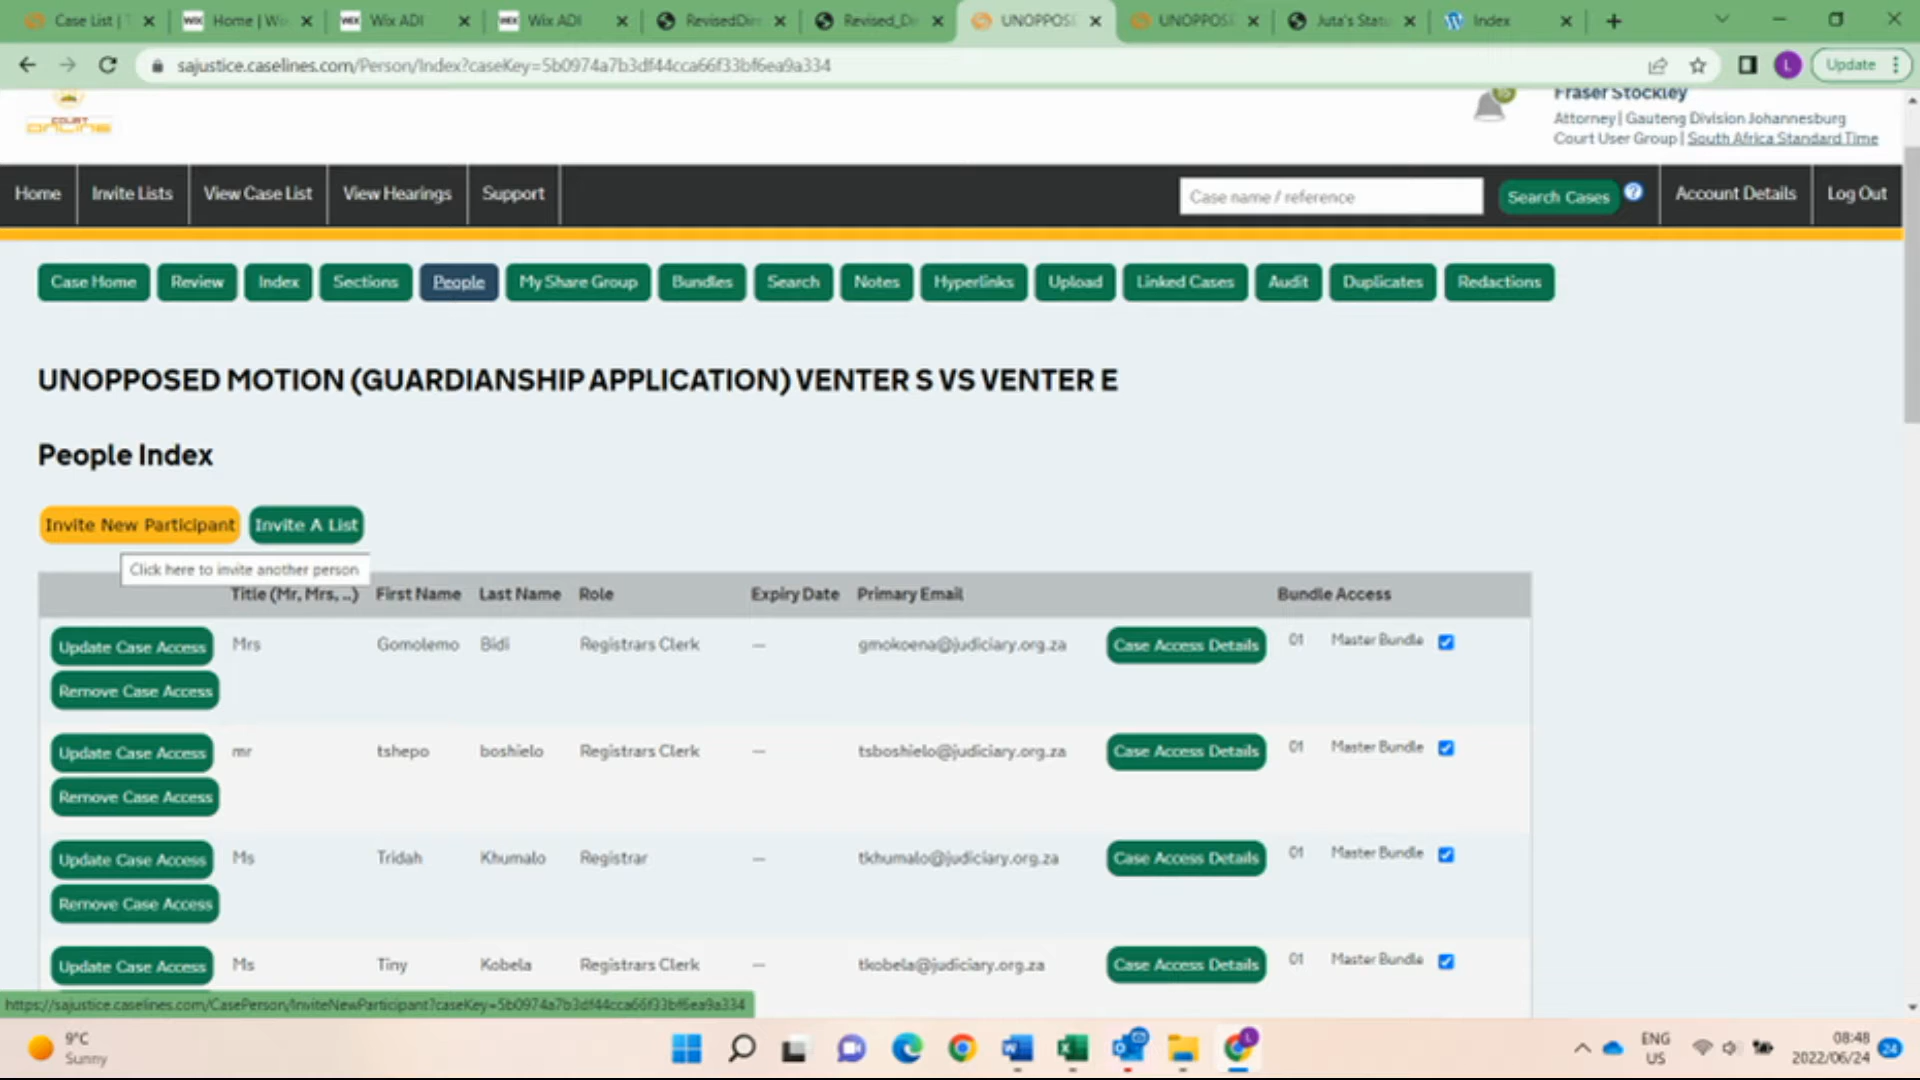 Case List | T
Home | Wi
Wix ADI
Wix ADI
RevisedDire
Revised_Di
UNOPPOSE
UNOPPOSE
Juta's Statu
Index
sajustice.caselines.com/Person/Index?caseKey=5b0974a7b3df44cca66f33bf6ea9a334
Update
COURT
ONLINE
Fraser Stockley
Attorney | Gauteng Division Johannesburg
Court User Group | South Africa Standard Time
Home
Invite Lists
View Case List
View Hearings
Support
Case name / reference
Search Cases
Account Details
Log Out
Case Home
Review
Index
Sections
People
My Share Group
Bundles
Search
Notes
Hyperlinks
Upload
Linked Cases
Audit
Duplicates
Redactions
UNOPPOSED MOTION (GUARDIANSHIP APPLICATION) VENTER S VS VENTER E
People Index
Invite New Participant
Invite A List
Click here to invite another person
Title (Mr, Mrs, ..) First Name Last Name Role Expiry Date Primary Email Bundle Access
Update Case Access Mrs Gomolemo Bidi Registrars Clerk — gmokoena@judiciary.org.za Case Access Details 01 Master Bundle
Remove Case Access
Update Case Access mr tshepo boshielo Registrars Clerk — tsboshielo@judiciary.org.za Case Access Details 01 Master Bundle
Remove Case Access
Update Case Access Ms Tridah Khumalo Registrar — tkhumalo@judiciary.org.za Case Access Details 01 Master Bundle
Remove Case Access
Update Case Access Ms Tiny Kobela Registrars Clerk — tkobela@judiciary.org.za Case Access Details 01 Master Bundle
https://sajustice.caselines.com/CasePerson/InviteNewParticipant?caseKey=5b0974a7b3df44cca66f33bf6ea9a334
9°C
Sunny
ENG
US
08:48
2022/06/24
24